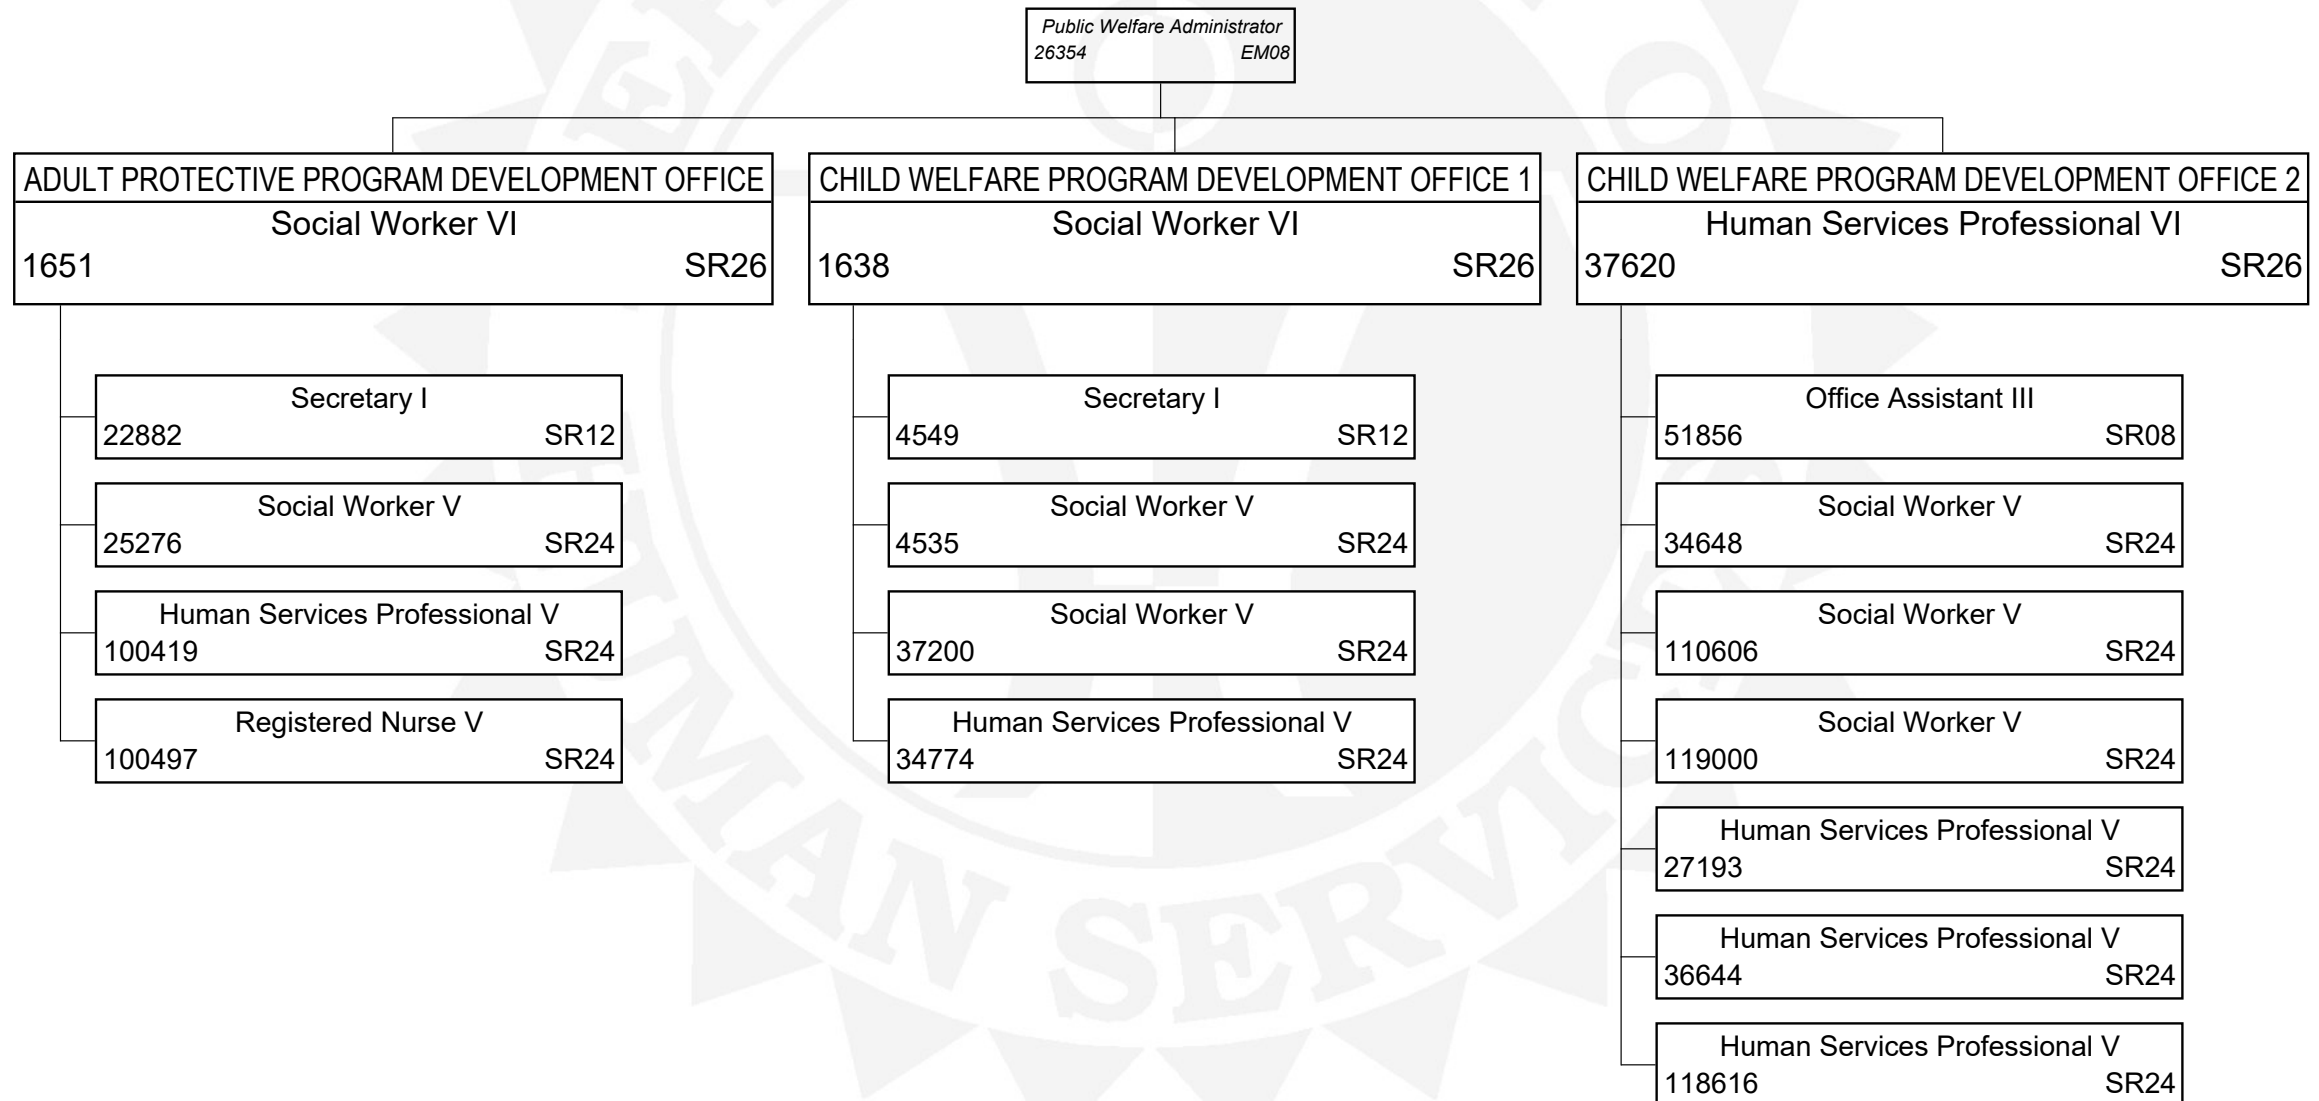 Public Welfare Administrator
26354 EM08
ADULT PROTECTIVE PROGRAM DEVELOPMENT OFFICE
Social Worker VI
1651 SR26
Secretary I
22882 SR12
Social Worker V
25276 SR24
Human Services Professional V
100419 SR24
Registered Nurse V
100497 SR24
CHILD WELFARE PROGRAM DEVELOPMENT OFFICE 1
Social Worker VI
1638 SR26
Secretary I
4549 SR12
Social Worker V
4535 SR24
Social Worker V
37200 SR24
Human Services Professional V
34774 SR24
CHILD WELFARE PROGRAM DEVELOPMENT OFFICE 2
Human Services Professional VI
37620 SR26
Office Assistant III
51856 SR08
Social Worker V
34648 SR24
Social Worker V
110606 SR24
Social Worker V
119000 SR24
Human Services Professional V
27193 SR24
Human Services Professional V
36644 SR24
Human Services Professional V
118616 SR24
HUMAN SERVICES